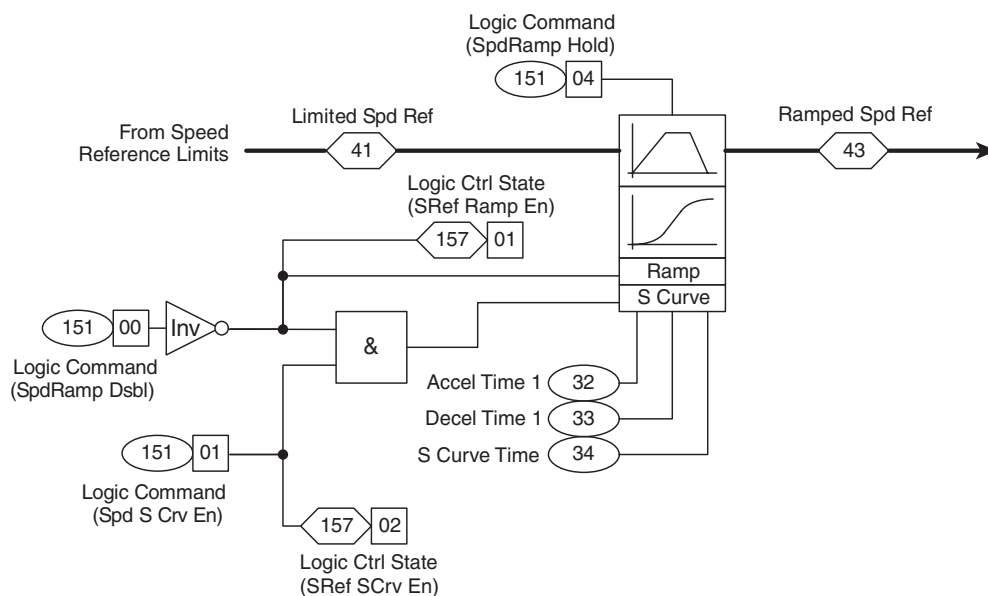 Logic Command
(SpdRamp Hold)
151 04
From Speed
Reference Limits
Limited Spd Ref
41
Ramped Spd Ref
43
Logic Ctrl State
(SRef Ramp En)
157 01
Ramp
S Curve
151 00
Inv
&
Logic Command
(SpdRamp Dsbl)
Accel Time 1 32
Decel Time 1 33
S Curve Time 34
151 01
Logic Command
(Spd S Crv En)
157 02
Logic Ctrl State
(SRef SCrv En)